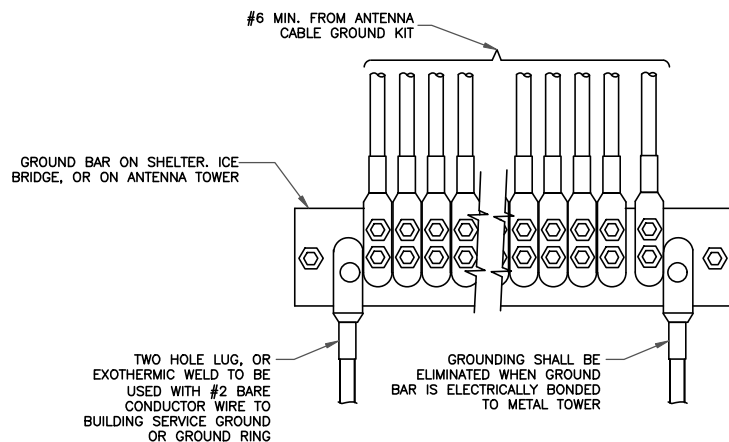 #6 MIN. FROM ANTENNA
CABLE GROUND KIT
GROUND BAR ON SHELTER. ICE
BRIDGE, OR ON ANTENNA TOWER
TWO HOLE LUG, OR
EXOTHERMIC WELD TO BE
USED WITH #2 BARE
CONDUCTOR WIRE TO
BUILDING SERVICE GROUND
OR GROUND RING
GROUNDING SHALL BE
ELIMINATED WHEN GROUND
BAR IS ELECTRICALLY BONDED
TO METAL TOWER